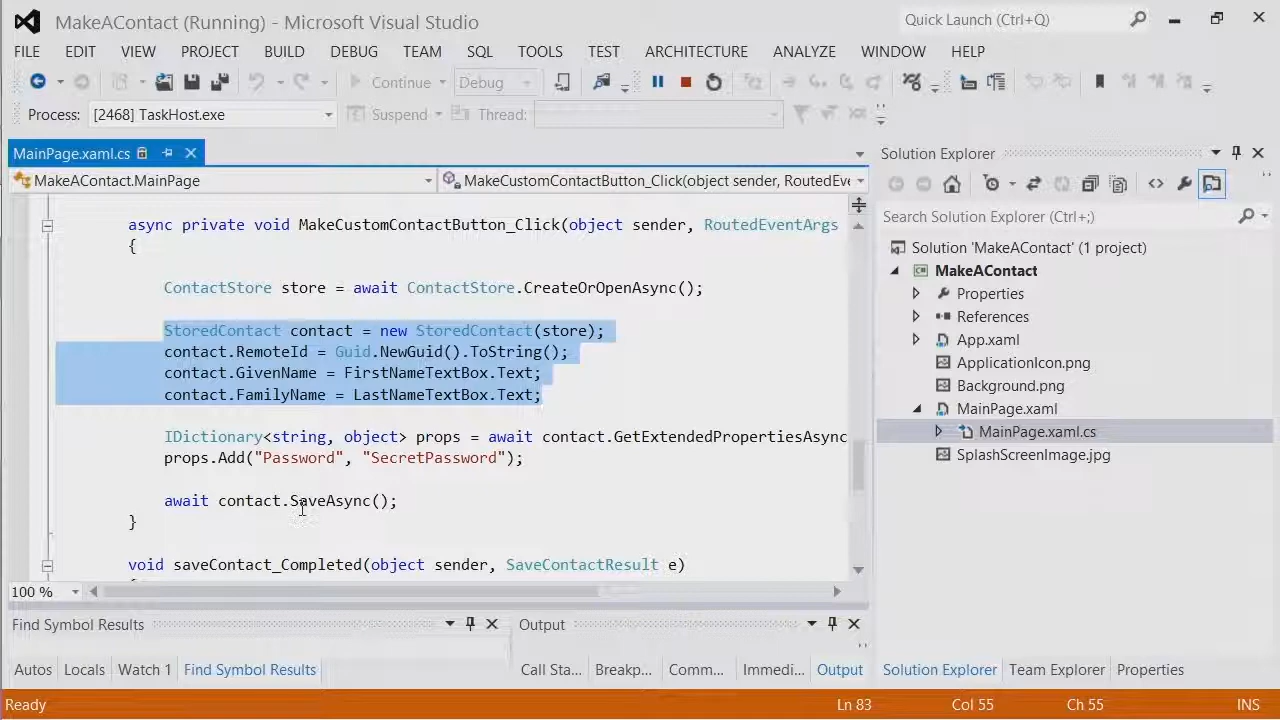 MakeAContact (Running) - Microsoft Visual Studio
Quick Launch (Ctrl+Q)
FILE EDIT VIEW PROJECT BUILD DEBUG TEAM SQL TOOLS TEST ARCHITECTURE ANALYZE WINDOW HELP
Continue Debug
Process: [2468] TaskHost.exe Suspend Thread:
MainPage.xaml.cs
MakeAContact.MainPage MakeCustomContactButton_Click(object sender, RoutedEve
async private void MakeCustomContactButton_Click(object sender, RoutedEventArgs
{
ContactStore store = await ContactStore.CreateOrOpenAsync();
StoredContact contact = new StoredContact(store);
contact.RemoteId = Guid.NewGuid().ToString();
contact.GivenName = FirstNameTextBox.Text;
contact.FamilyName = LastNameTextBox.Text;
IDictionary<string, object> props = await contact.GetExtendedPropertiesAsync
props.Add("Password", "SecretPassword");
await contact.SaveAsync();
}
void saveContact_Completed(object sender, SaveContactResult e)
100 %
Solution Explorer
Search Solution Explorer (Ctrl+;)
Solution 'MakeAContact' (1 project)
MakeAContact
Properties
References
App.xaml
ApplicationIcon.png
Background.png
MainPage.xaml
MainPage.xaml.cs
SplashScreenImage.jpg
Find Symbol Results
Output
Autos Locals Watch 1 Find Symbol Results
Call Sta... Breakp... Comm... Immedi... Output
Solution Explorer Team Explorer Properties
Ready Ln 83 Col 55 Ch 55 INS